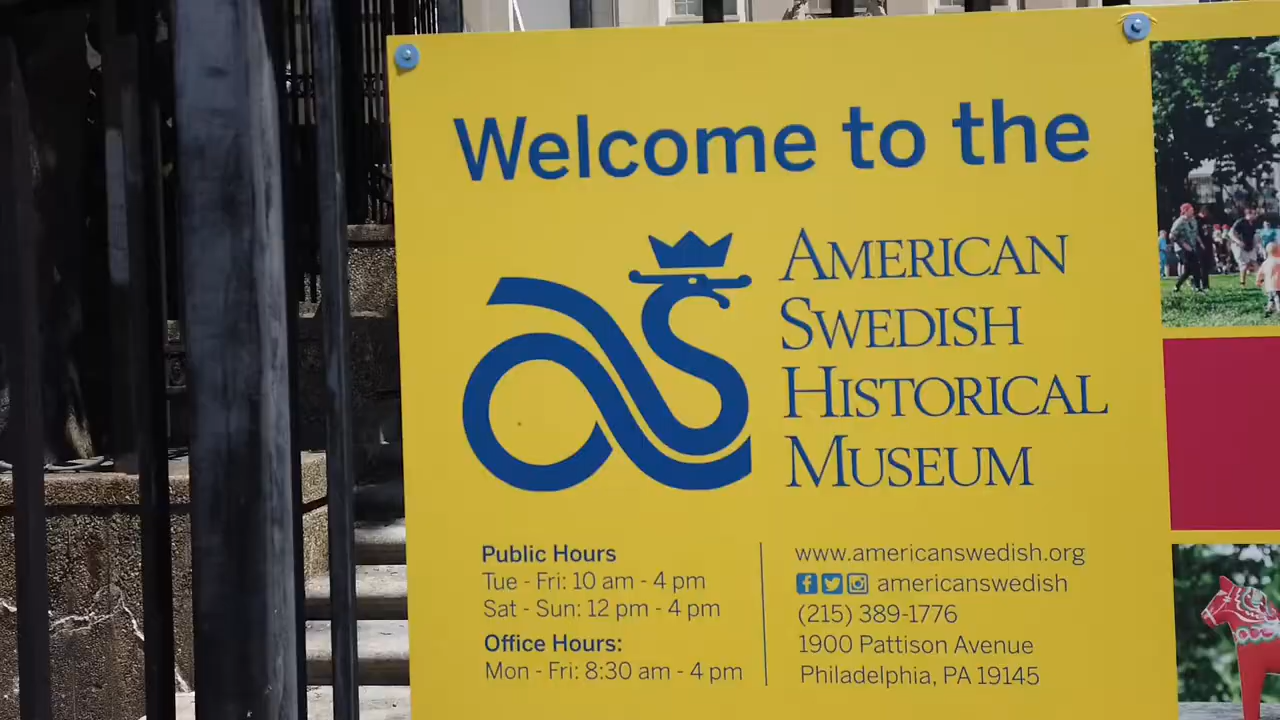 Welcome to the
AMERICAN
SWEDISH
HISTORICAL
MUSEUM
Public Hours
Tue - Fri: 10 am - 4 pm
Sat - Sun: 12 pm - 4 pm
Office Hours:
Mon - Fri: 8:30 am - 4 pm
www.americanswedish.org
americanswedish
(215) 389-1776
1900 Pattison Avenue
Philadelphia, PA 19145